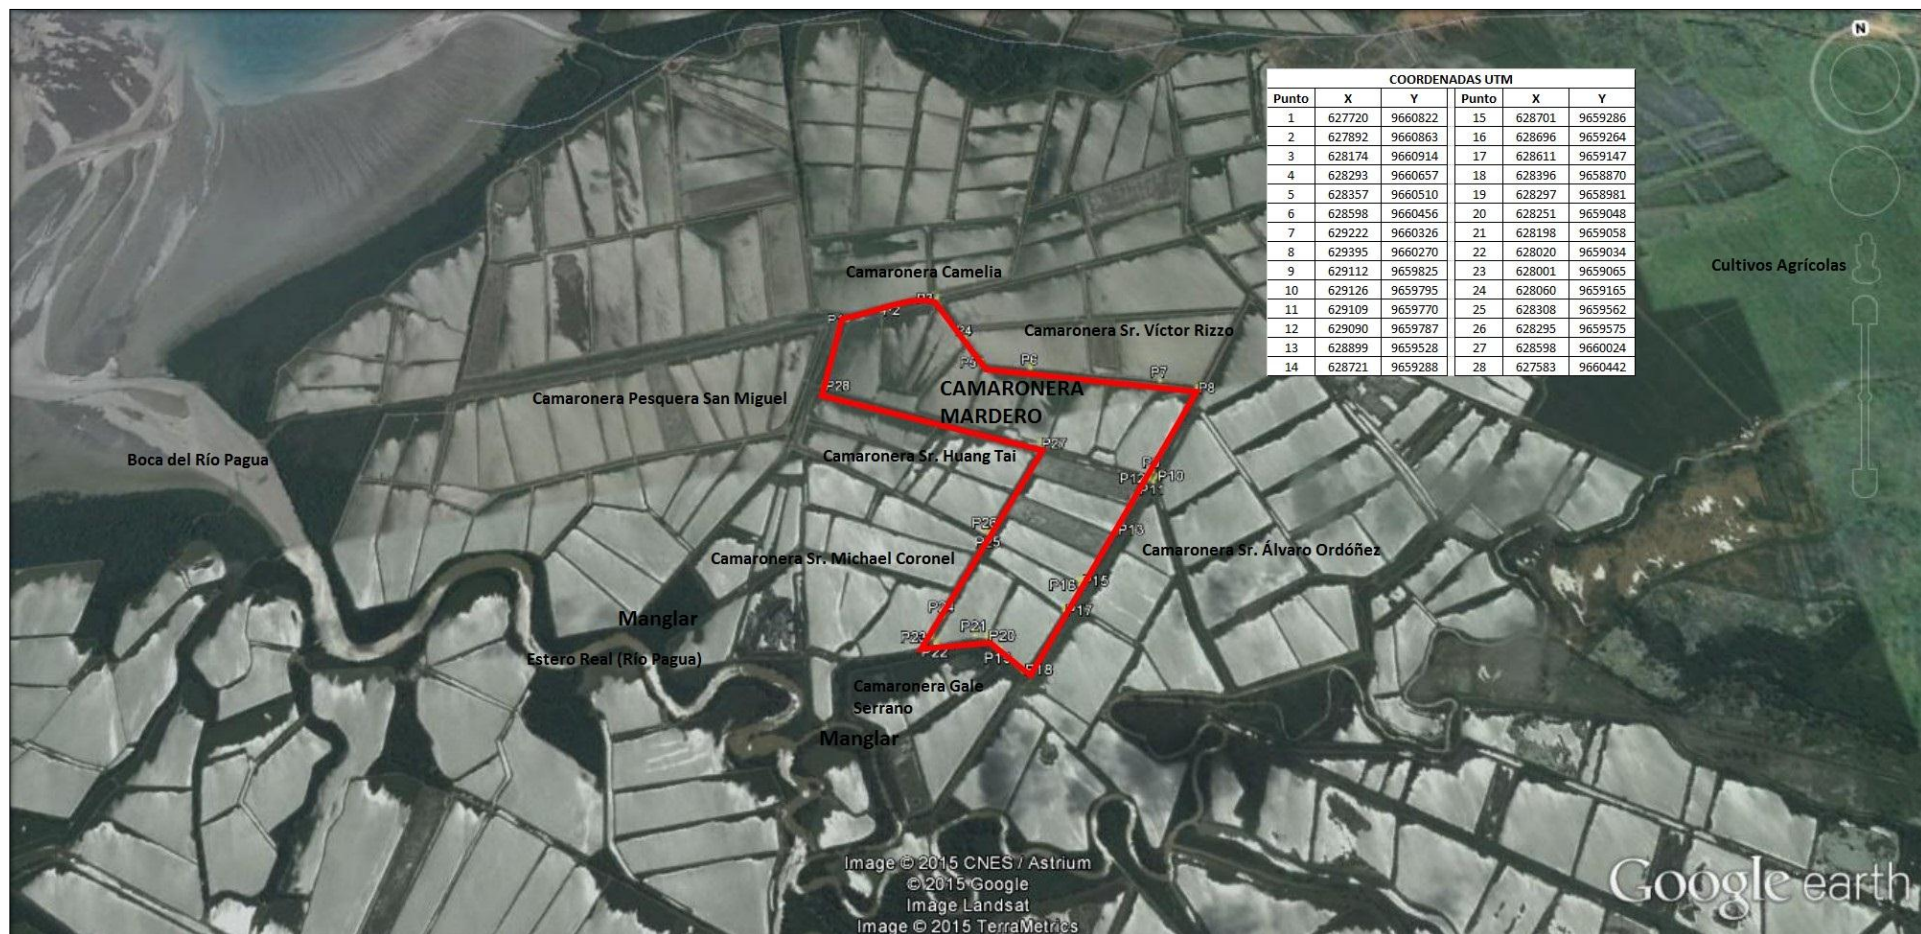 N
COORDENADAS UTM
Punto X Y Punto X Y
1 627720 9660822 15 628701 9659286
2 627892 9660863 16 628696 9659264
3 628174 9660914 17 628611 9659147
4 628293 9660657 18 628396 9658870
5 628357 9660510 19 628297 9658981
6 628598 9660456 20 628251 9659048
7 629222 9660326 21 628198 9659058
8 629395 9660270 22 628020 9659034
9 629112 9659825 23 628001 9659065
10 629126 9659795 24 628060 9659165
11 629109 9659770 25 628308 9659562
12 629090 9659787 26 628295 9659575
13 628899 9659528 27 628598 9660024
14 628721 9659288 28 627583 9660442
Cultivos Agrícolas
Camaronera Camelia
P2
Camaronera Sr. Víctor Rizzo
P6
P7
P8
P28
CAMARONERA
MARDERO
Camaronera Pesquera San Miguel
P27
Camaronera Sr. Huang Tai
Boca del Río Pagua
P12
P10
P11
P26
P13
P25
Camaronera Sr. Michael Coronel
Camaronera Sr. Álvaro Ordóñez
P16
P15
P24
P17
Manglar
P21
P20
P23
P22
Estero Real (Río Pagua)
P18
Camaronera Gale
Serrano
Manglar
Image © 2015 CNES / Astrium
© 2015 Google
Image Landsat
Image © 2015 TerraMetrics
Google earth